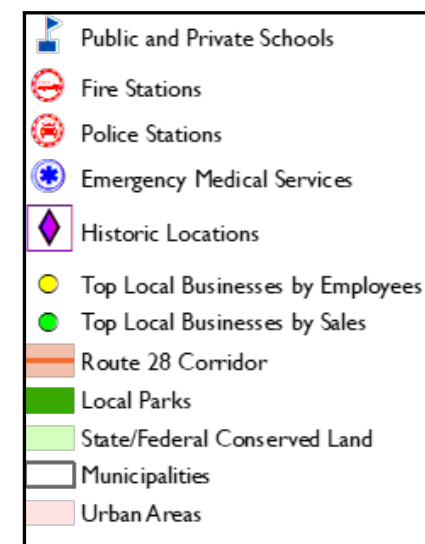 Public and Private Schools
Fire Stations
Police Stations
Emergency Medical Services
Historic Locations
Top Local Businesses by Employees
Top Local Businesses by Sales
Route 28 Corridor
Local Parks
State/Federal Conserved Land
Municipalities
Urban Areas